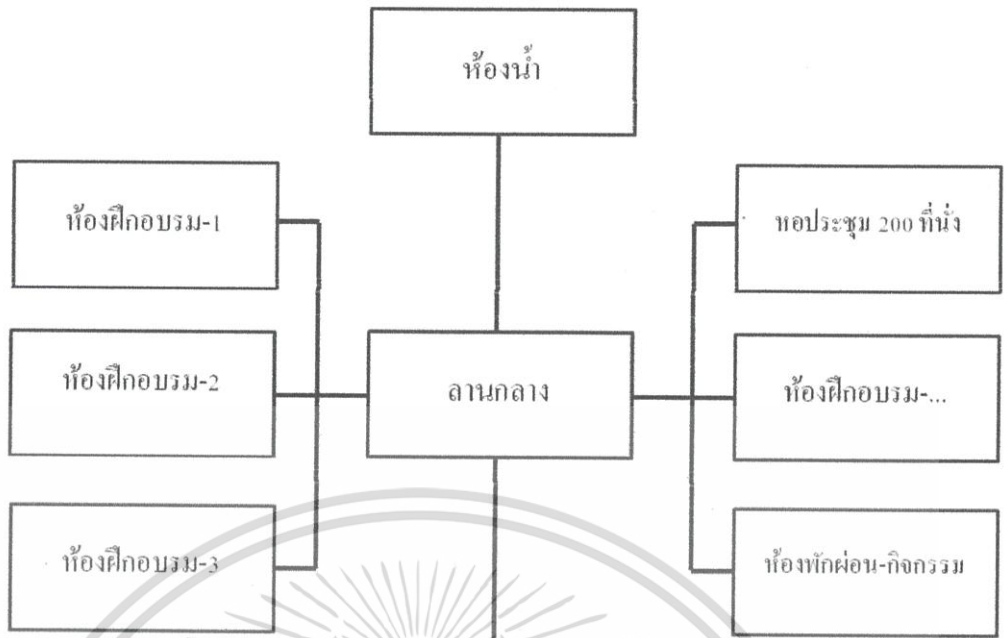 ห้องน้ำ
ห้องฝึกอบรม-1
หอประชุม 200 ที่นั่ง
ห้องฝึกอบรม-2
ลานกลาง
ห้องฝึกอบรม-...
ห้องฝึกอบรม-3
ห้องพักผ่อน-กิจกรรม